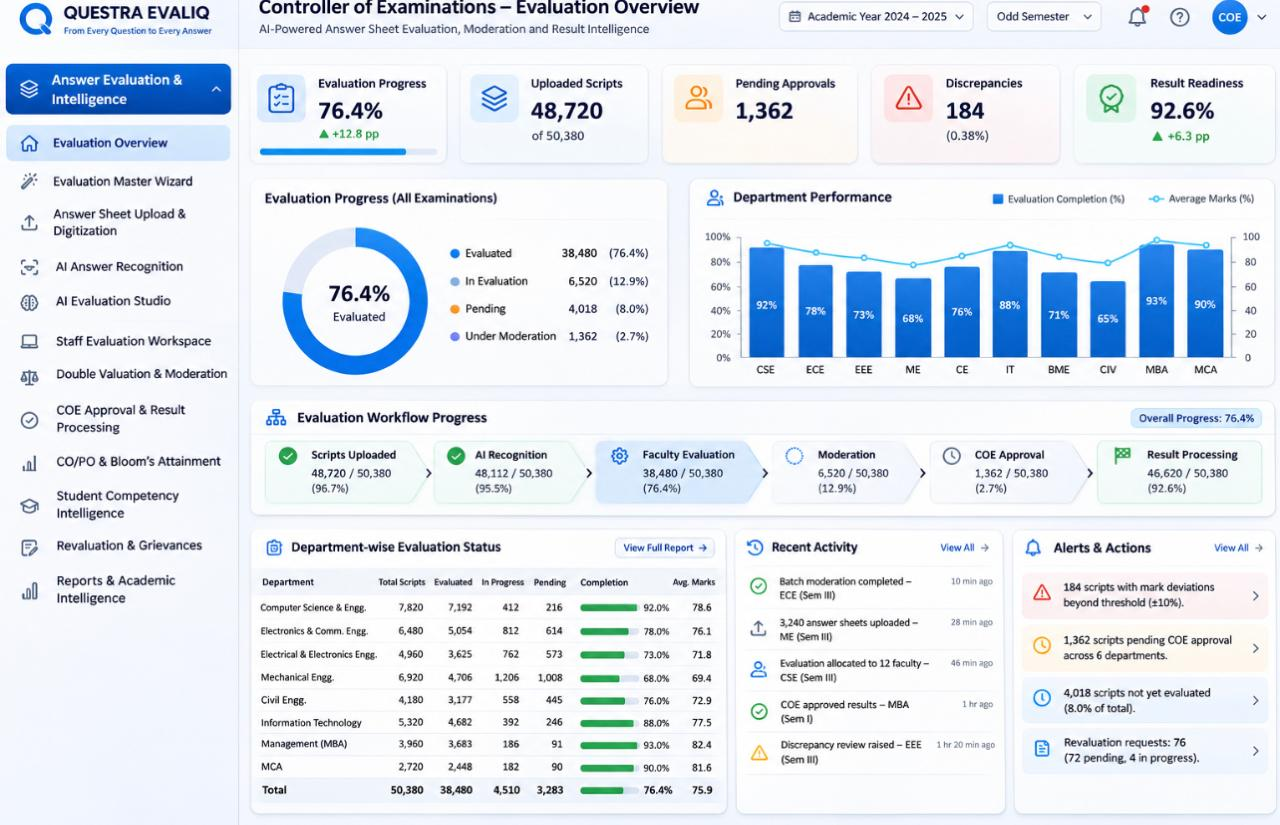 QUESTRA EVALIQ
From Every Question to Every Answer
Controller of Examinations – Evaluation Overview
AI-Powered Answer Sheet Evaluation, Moderation and Result Intelligence
Academic Year 2024 – 2025
Odd Semester
COE
Answer Evaluation &
Intelligence
Evaluation Overview
Evaluation Master Wizard
Answer Sheet Upload &
Digitization
AI Answer Recognition
AI Evaluation Studio
Staff Evaluation Workspace
Double Valuation & Moderation
COE Approval & Result
Processing
CO/PO & Bloom's Attainment
Student Competency
Intelligence
Revaluation & Grievances
Reports & Academic
Intelligence
Evaluation Progress
76.4%
▲ +12.8 pp
Uploaded Scripts
48,720
of 50,380
Pending Approvals
1,362
Discrepancies
184
(0.38%)
Result Readiness
92.6%
▲ +6.3 pp
Evaluation Progress (All Examinations)
76.4%
Evaluated
Evaluated 38,480 (76.4%)
In Evaluation 6,520 (12.9%)
Pending 4,018 (8.0%)
Under Moderation 1,362 (2.7%)
Department Performance
Evaluation Completion (%)
Average Marks (%)
100% 100
80% 80
60% 60
40% 40
20% 20
0% 0
92% 78% 73% 68% 76% 88% 71% 65% 93% 90%
CSE ECE EEE ME CE IT BME CIV MBA MCA
Evaluation Workflow Progress
Overall Progress: 76.4%
Scripts Uploaded
48,720 / 50,380
(96.7%)
AI Recognition
48,112 / 50,380
(95.5%)
Faculty Evaluation
38,480 / 50,380
(76.4%)
Moderation
6,520 / 50,380
(12.9%)
COE Approval
1,362 / 50,380
(2.7%)
Result Processing
46,620 / 50,380
(92.6%)
Department-wise Evaluation Status
View Full Report →
Department Total Scripts Evaluated In Progress Pending Completion Avg. Marks
Computer Science & Engg. 7,820 7,192 412 216 92.0% 78.6
Electronics & Comm. Engg. 6,480 5,054 812 614 78.0% 76.1
Electrical & Electronics Engg. 4,960 3,625 762 573 73.0% 71.8
Mechanical Engg. 6,920 4,706 1,206 1,008 68.0% 69.4
Civil Engg. 4,180 3,177 558 445 76.0% 72.9
Information Technology 5,320 4,682 392 246 88.0% 77.5
Management (MBA) 3,960 3,683 186 91 93.0% 82.4
MCA 2,720 2,448 182 90 90.0% 81.6
Total 50,380 38,480 4,510 3,283 76.4% 75.9
Recent Activity
View All →
Batch moderation completed –
ECE (Sem III)
10 min ago
3,240 answer sheets uploaded –
ME (Sem III)
28 min ago
Evaluation allocated to 12 faculty –
CSE (Sem III)
46 min ago
COE approved results – MBA
(Sem I)
1 hr ago
Discrepancy review raised – EEE
(Sem III)
1 hr 20 min ago
Alerts & Actions
View All →
184 scripts with mark deviations
beyond threshold (±10%).
1,362 scripts pending COE approval
across 6 departments.
4,018 scripts not yet evaluated
(8.0% of total).
Revaluation requests: 76
(72 pending, 4 in progress).